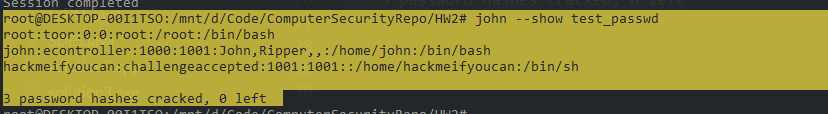 Session completed
root@DESKTOP-00I1TSO:/mnt/d/Code/ComputerSecurityRepo/HW2# john --show test_passwd
root:toor:0:0:root:/root:/bin/bash
john:econtroller:1000:1001:John,Ripper,,:/home/john:/bin/bash
hackmeifyoucan:challengeaccepted:1001:1001::/home/hackmeifyoucan:/bin/sh
3 password hashes cracked, 0 left
root@DESKTOP-00I1TSO:/mnt/d/Code/ComputerSecurityRepo/HW2#